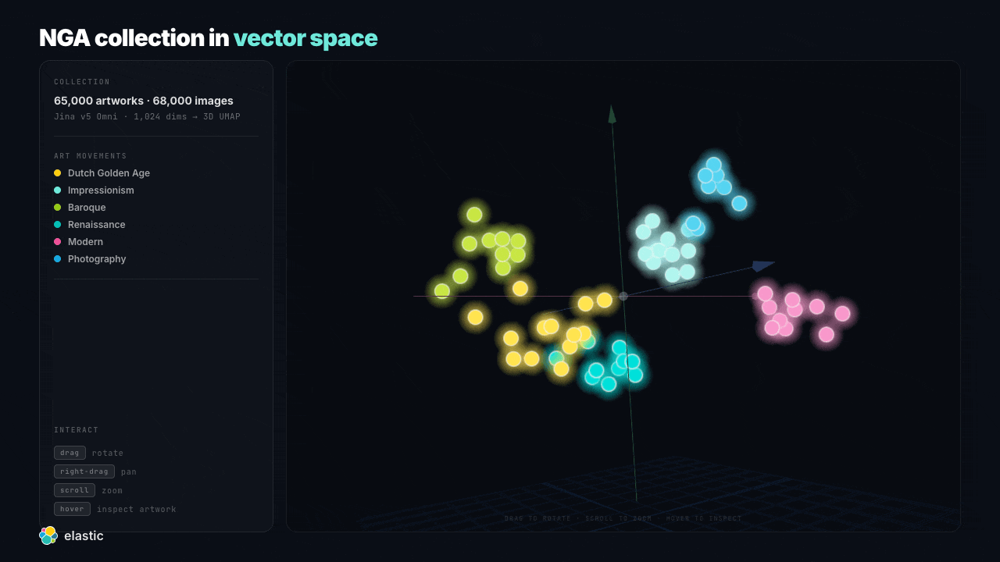 NGA collection in vector space
COLLECTION
65,000 artworks · 68,000 images
Jina v5 Omni · 1,024 dims → 3D UMAP
ART MOVEMENTS
Dutch Golden Age
Impressionism
Baroque
Renaissance
Modern
Photography
INTERACT
drag rotate
right-drag pan
scroll zoom
hover inspect artwork
DRAG TO ROTATE · SCROLL TO ZOOM · HOVER TO INSPECT
elastic